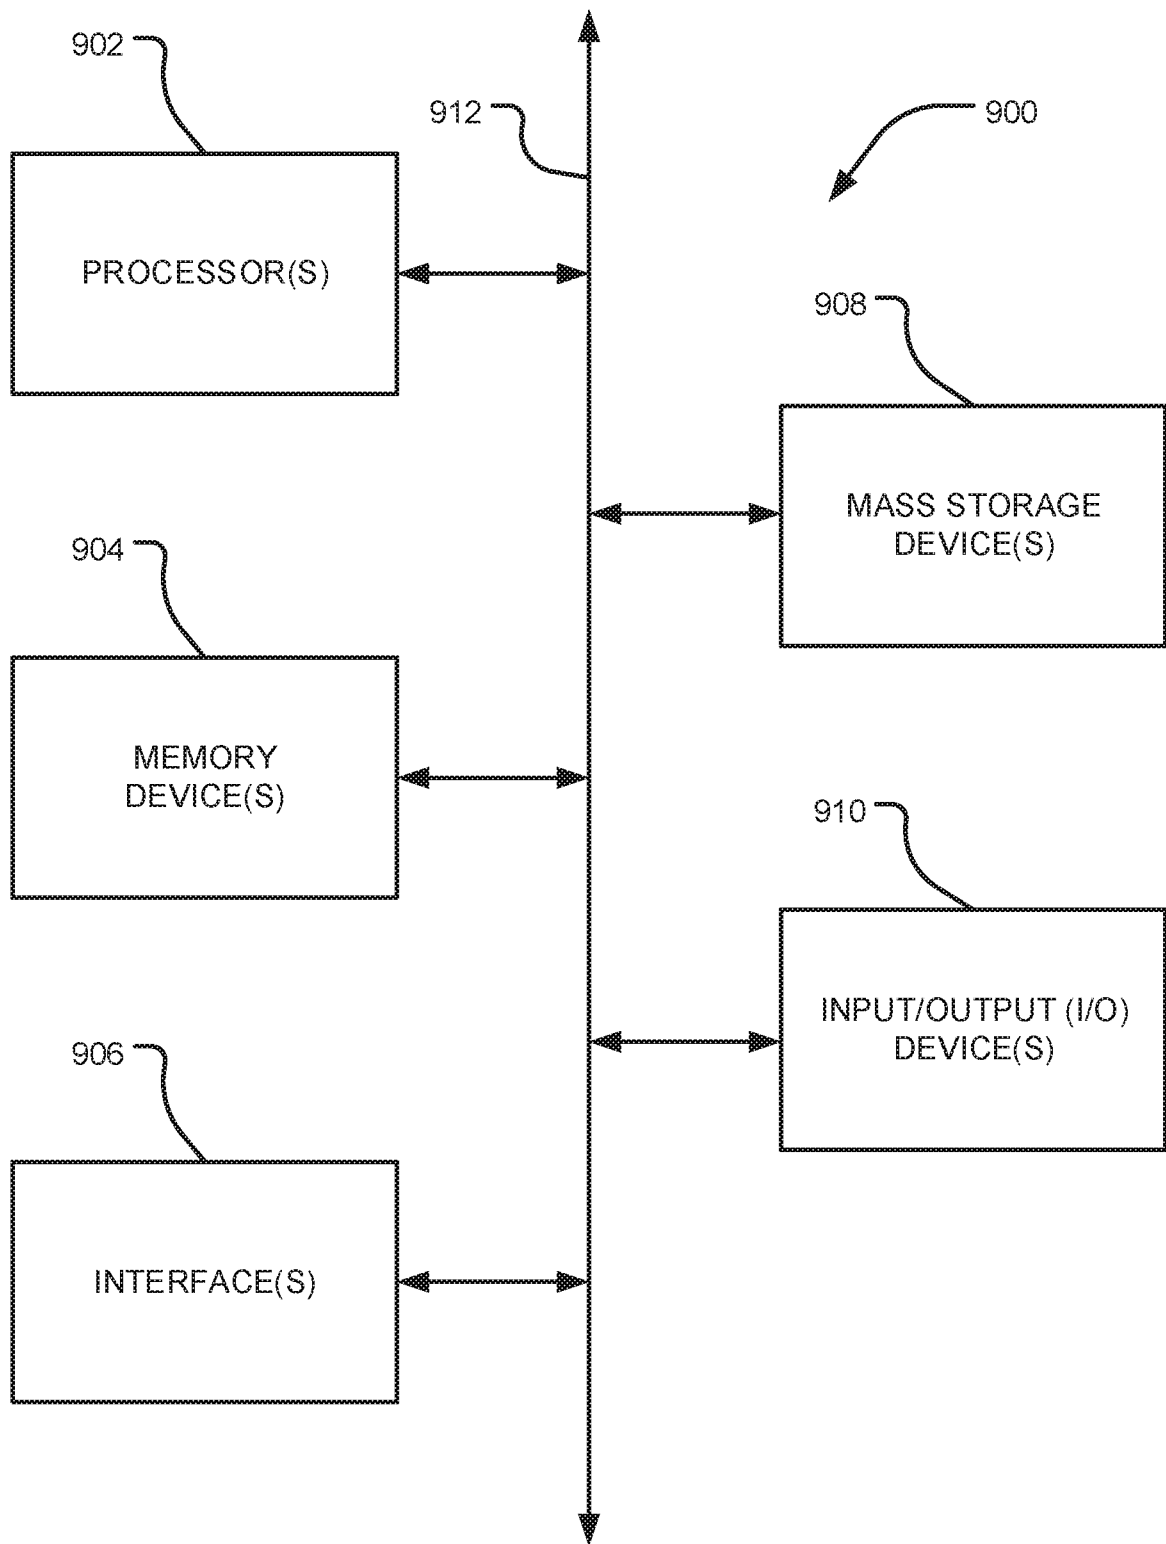 902
912
900
PROCESSOR(S)
908
MASS STORAGE
DEVICE(S)
904
MEMORY
DEVICE(S)
910
INPUT/OUTPUT (I/O)
DEVICE(S)
906
INTERFACE(S)